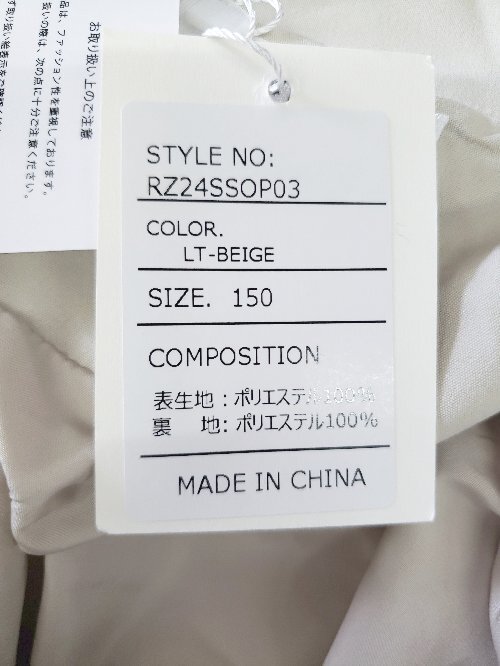 お取り扱い上のご注意
品は、ファッション性を重視しております。
扱いの際は、次の点に十分ご注意ください。
STYLE NO:
RZ24SSOP03
COLOR.
LT-BEIGE
SIZE. 150
COMPOSITION
表生地：ポリエステル100%
裏 地：ポリエステル100%
MADE IN CHINA